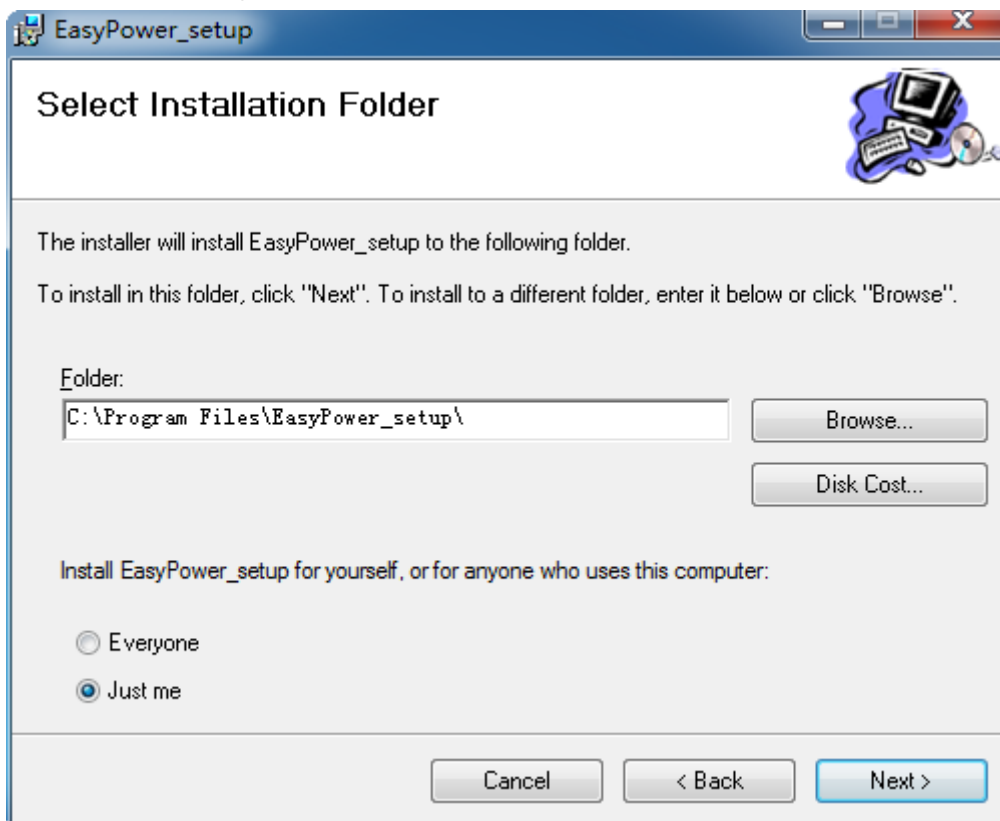 EasyPower_setup
Select Installation Folder
The installer will install EasyPower_setup to the following folder.
To install in this folder, click "Next". To install to a different folder, enter it below or click "Browse".
Folder:
C:\Program Files\EasyPower_setup\
Browse...
Disk Cost...
Install EasyPower_setup for yourself, or for anyone who uses this computer:
Everyone
Just me
Cancel
< Back
Next >